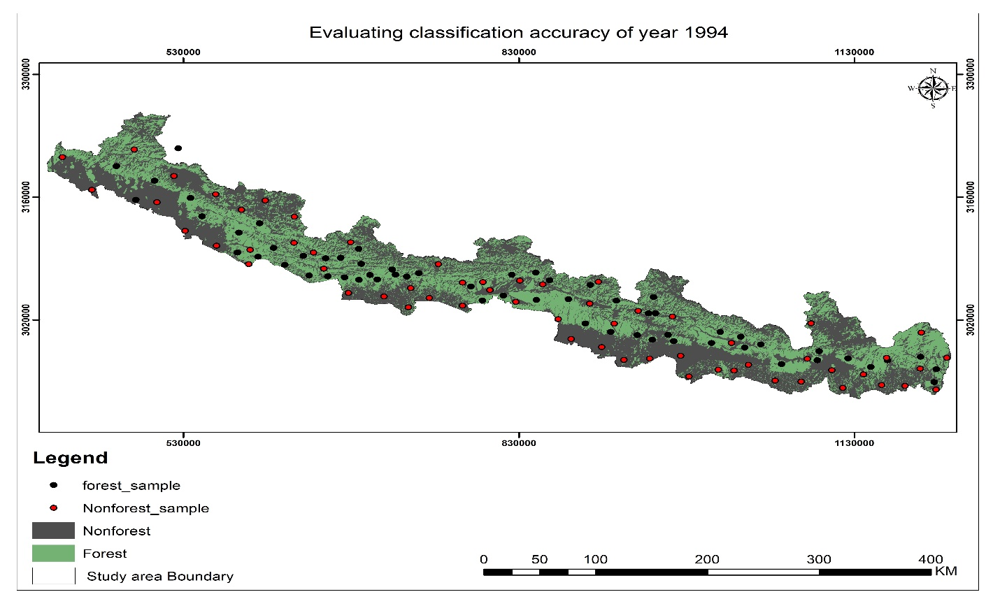 Evaluating classification accuracy of year 1994
530000 830000 1130000
3300000 3300000
N
W E
S
3160000 3160000
3020000 3020000
530000 830000 1130000
Legend
forest_sample
Nonforest_sample
Nonforest
Forest
Study area Boundary
0 50 100 200 300 400
KM